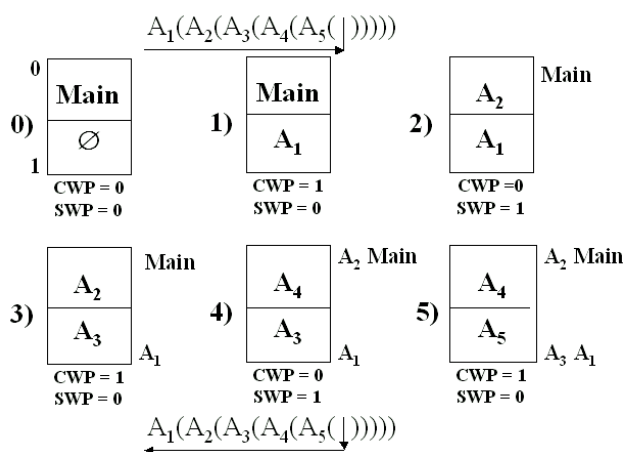 A₁(A₂(A₃(A₄(A₅( )))))
0
Main
∅
1
0)
CWP = 0
SWP = 0
Main
A₁
1)
CWP = 1
SWP = 0
Main
A₂
A₁
2)
CWP =0
SWP = 1
Main
A₂
A₃
A₁
3)
CWP = 1
SWP = 0
A₂ Main
A₄
A₃
A₁
4)
CWP = 0
SWP = 1
A₂ Main
A₄
A₅
A₃ A₁
5)
CWP = 1
SWP = 0
A₁(A₂(A₃(A₄(A₅( )))))